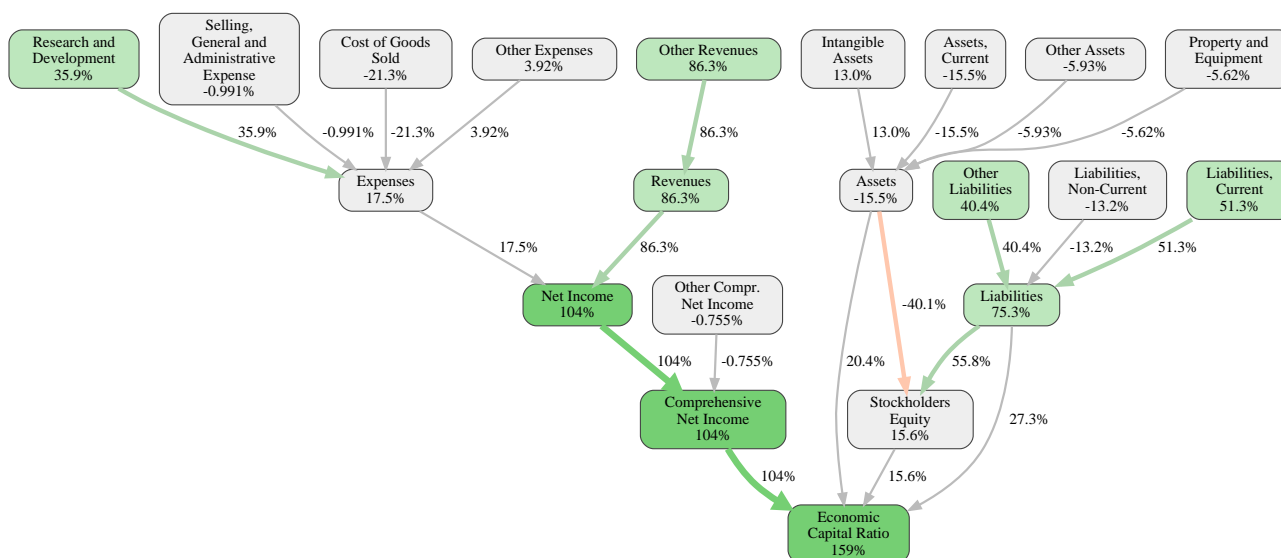 Research and
Development
35.9%
Selling,
General and
Administrative
Expense
-0.991%
Cost of Goods
Sold
-21.3%
Other Expenses
3.92%
Other Revenues
86.3%
Intangible
Assets
13.0%
Assets,
Current
-15.5%
Other Assets
-5.93%
Property and
Equipment
-5.62%
35.9%
-0.991%
-21.3%
3.92%
86.3%
13.0%
-15.5%
-5.93%
-5.62%
Expenses
17.5%
Revenues
86.3%
Assets
-15.5%
Other
Liabilities
40.4%
Liabilities,
Non-Current
-13.2%
Liabilities,
Current
51.3%
17.5%
86.3%
40.4%
-13.2%
51.3%
Net Income
104%
Other Compr.
Net Income
-0.755%
-40.1%
Liabilities
75.3%
104%
-0.755%
20.4%
55.8%
Comprehensive
Net Income
104%
Stockholders
Equity
15.6%
27.3%
104%
15.6%
Economic
Capital Ratio
159%